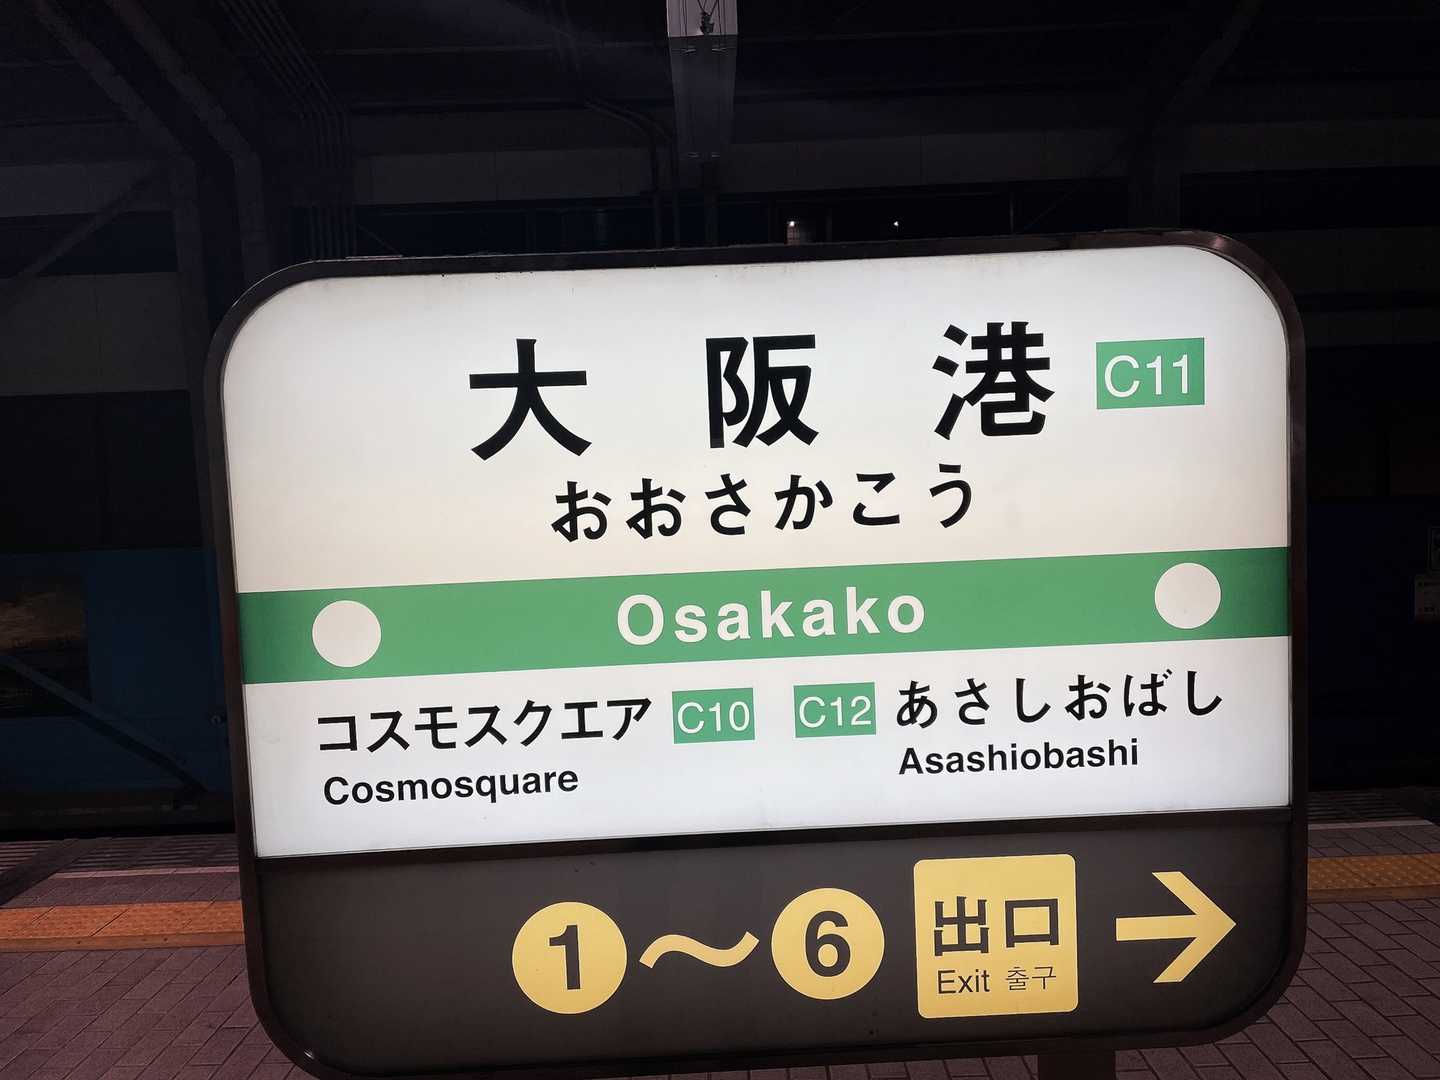 大阪港 C11
おおさかこう
Osakako
コスモスクエア C10 C12 あさしおばし
Cosmosquare Asashiobashi
1〜6 出口 →
Exit 출구